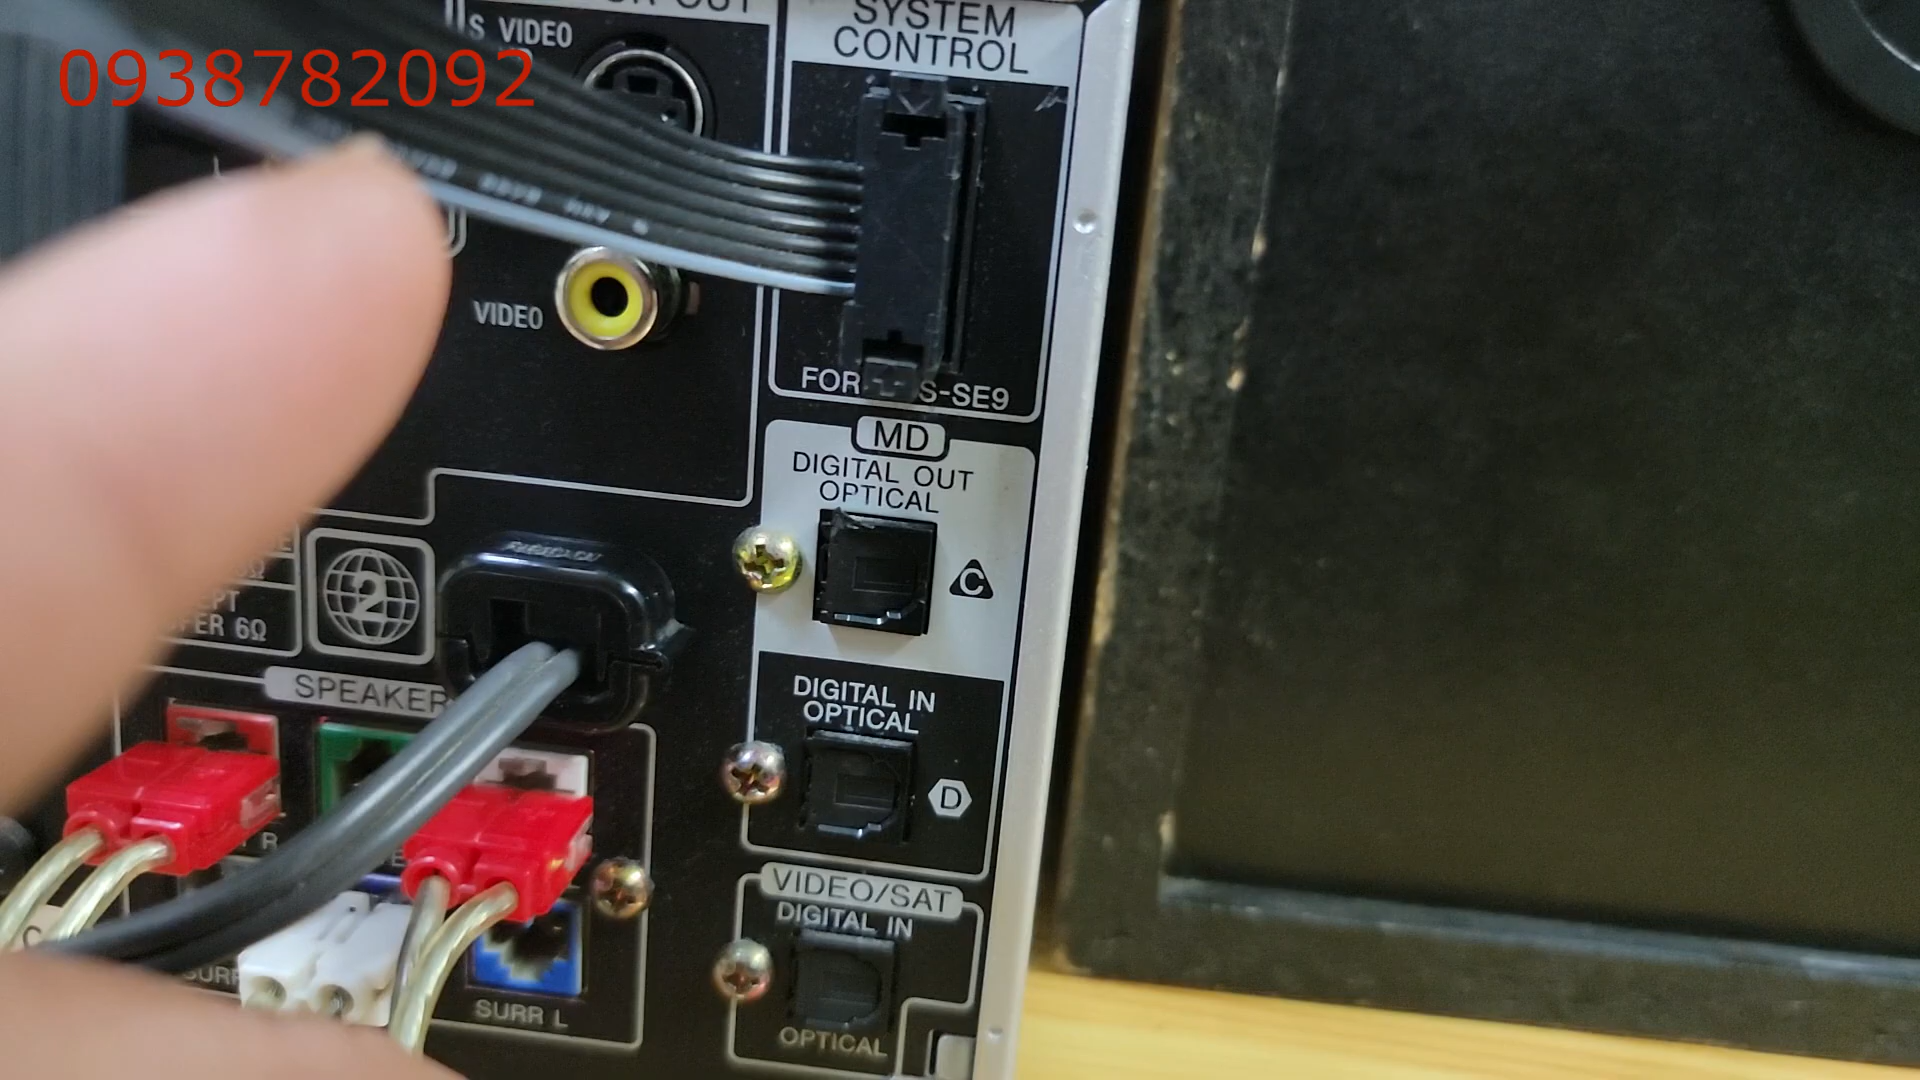 0938782092
S VIDEO
SYSTEM
CONTROL
VIDEO
FOR
S-SE9
MD
DIGITAL OUT
OPTICAL
C
2
6Ω
SPEAKER
DIGITAL IN
OPTICAL
D
R
VIDEO/SAT
DIGITAL IN
SURR L
OPTICAL